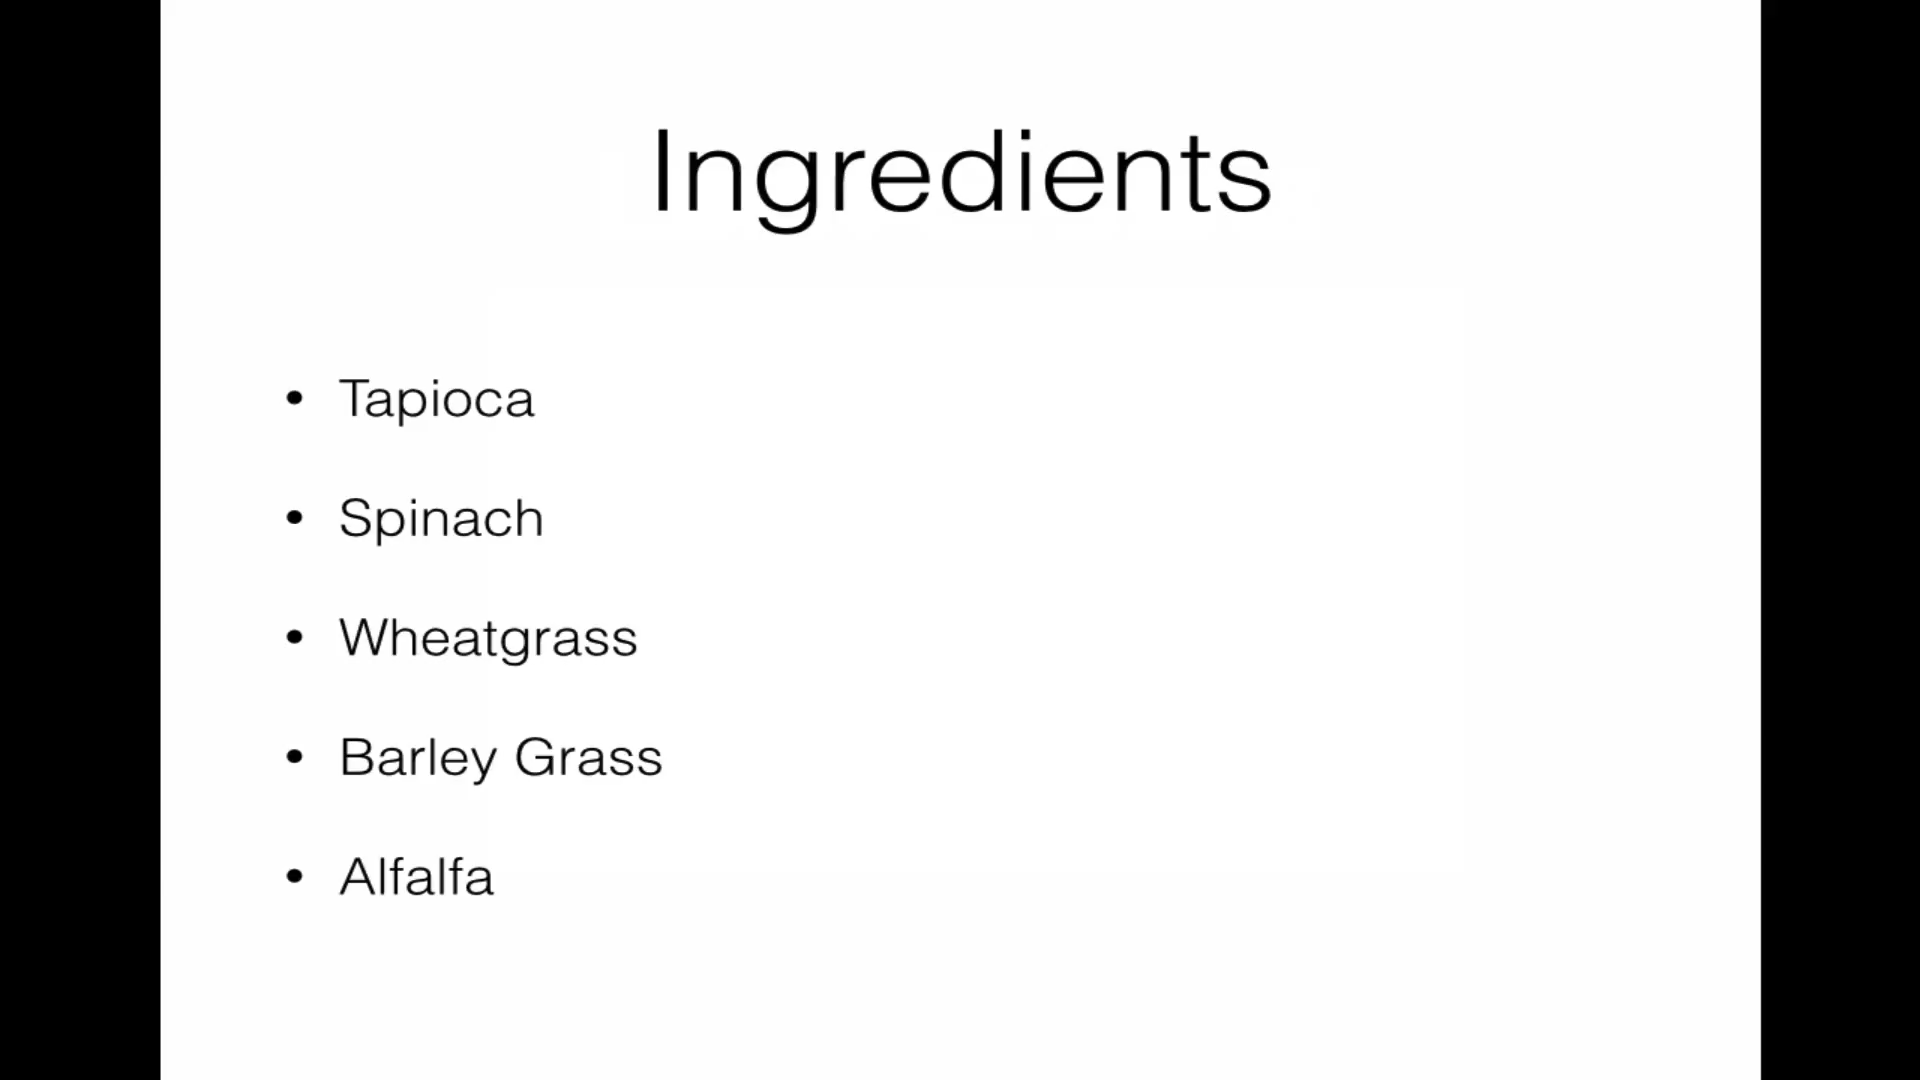 Ingredients
• Tapioca
• Spinach
• Wheatgrass
• Barley Grass
• Alfalfa